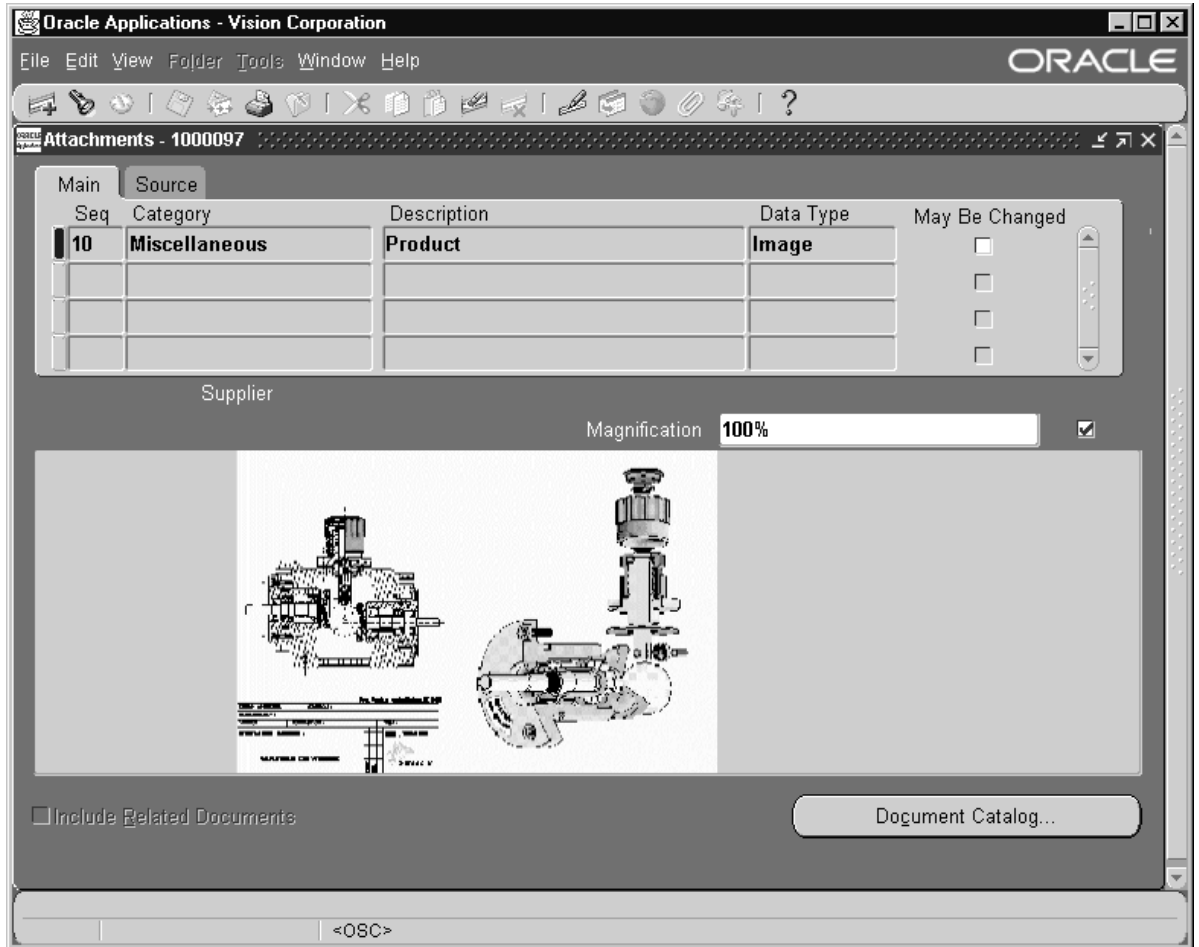 Oracle Applications - Vision Corporation
File Edit View Folder Tools Window Help
ORACLE
Attachments - 1000097
Main Source
Seq Category Description Data Type May Be Changed
10 Miscellaneous Product Image
Supplier
Magnification 100%
Include Related Documents
Document Catalog...
<OSC>